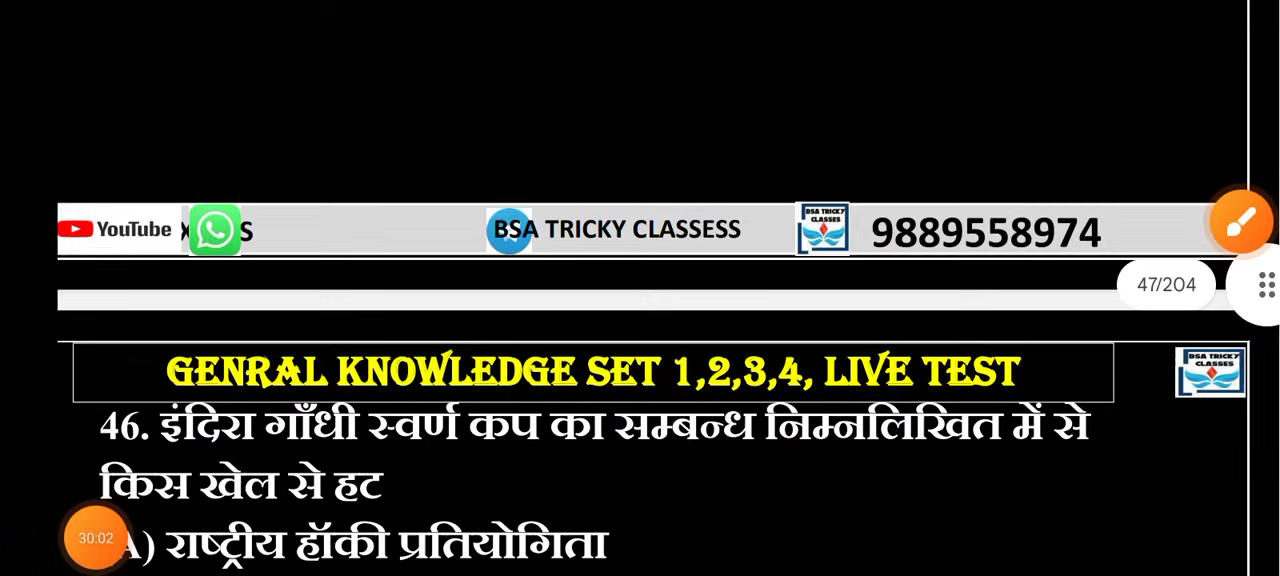 YouTube S BSA TRICKY CLASSESS BSA TRICKY CLASSES 9889558974
47/204
GENRAL KNOWLEDGE SET 1,2,3,4, LIVE TEST BSA TRICKY CLASSES
46. इंदिरा गाँधी स्वर्ण कप का सम्बन्ध निम्नलिखित में से
किस खेल से हट
30:02 A) राष्ट्रीय हॉकी प्रतियोगिता